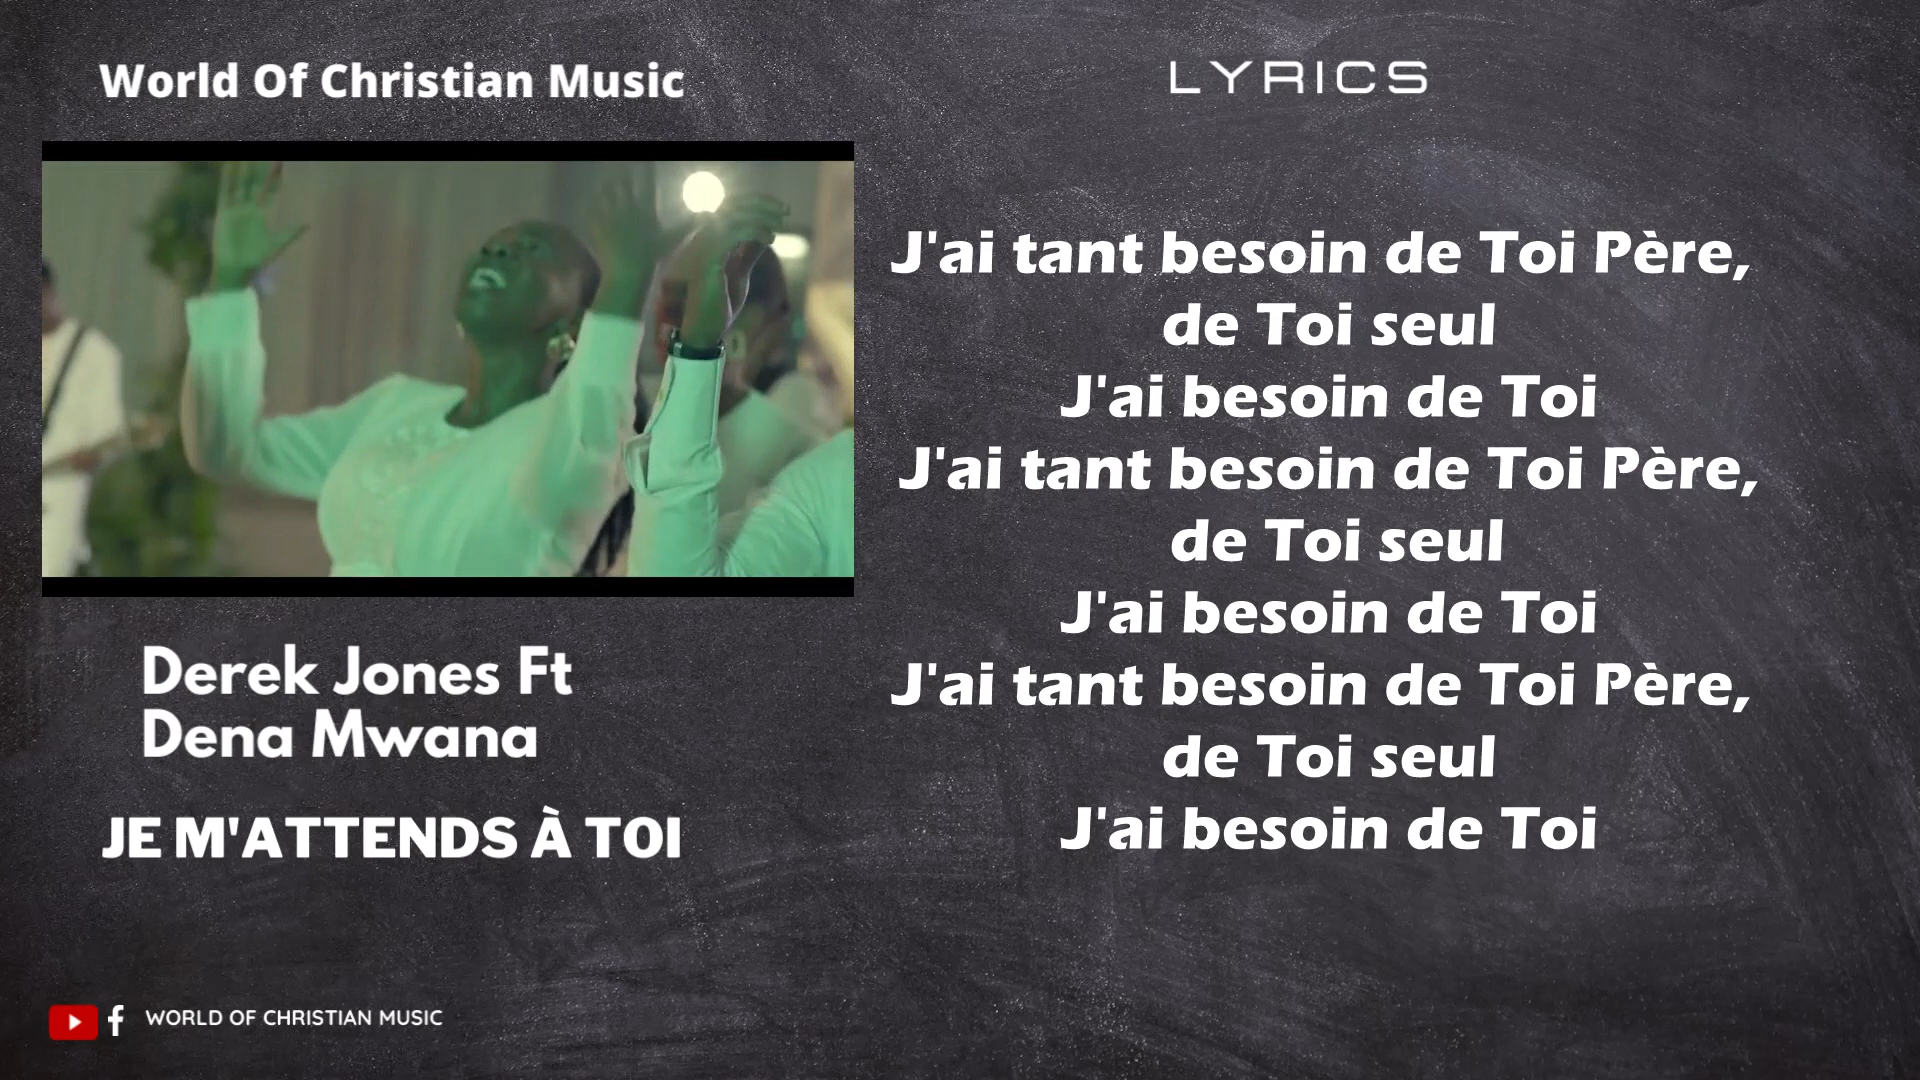 World Of Christian Music
LYRICS
J'ai tant besoin de Toi Père,
de Toi seul
J'ai besoin de Toi
J'ai tant besoin de Toi Père,
de Toi seul
J'ai besoin de Toi
J'ai tant besoin de Toi Père,
de Toi seul
J'ai besoin de Toi
Derek Jones Ft
Dena Mwana
JE M'ATTENDS À TOI
WORLD OF CHRISTIAN MUSIC